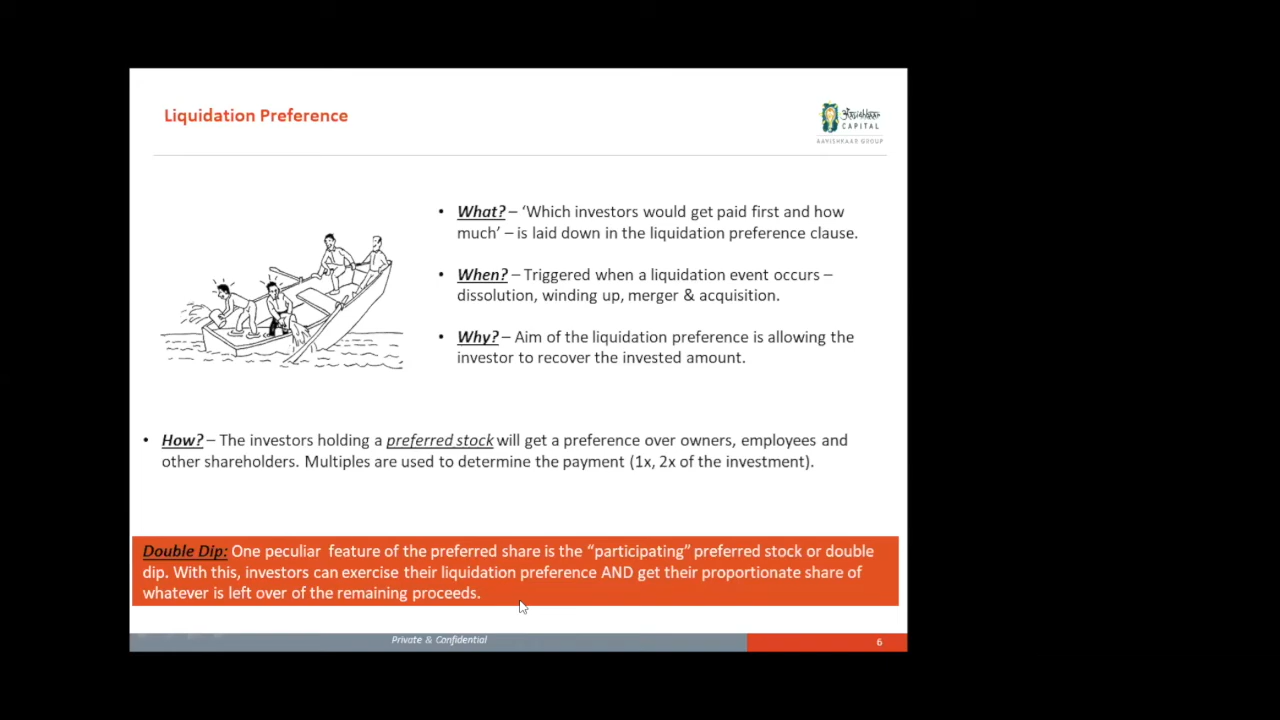 Liquidation Preference
आविष्कार
CAPITAL
AAVISHKAAR GROUP
• What? – ‘Which investors would get paid first and how
much’ – is laid down in the liquidation preference clause.
• When? – Triggered when a liquidation event occurs –
dissolution, winding up, merger & acquisition.
• Why? – Aim of the liquidation preference is allowing the
investor to recover the invested amount.
• How? – The investors holding a preferred stock will get a preference over owners, employees and
other shareholders. Multiples are used to determine the payment (1x, 2x of the investment).
Double Dip: One peculiar feature of the preferred share is the “participating” preferred stock or double
dip. With this, investors can exercise their liquidation preference AND get their proportionate share of
whatever is left over of the remaining proceeds.
Private & Confidential
6